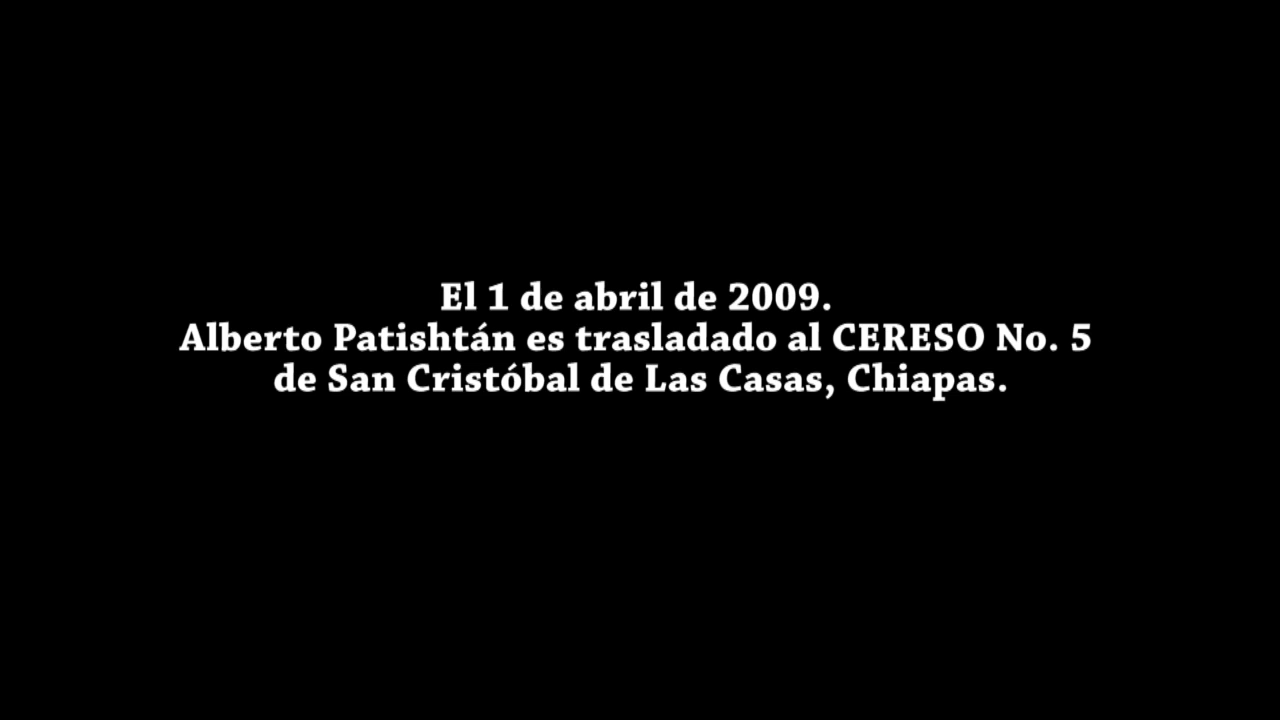 El 1 de abril de 2009.
Alberto Patishtán es trasladado al CERESO No. 5
de San Cristóbal de Las Casas, Chiapas.